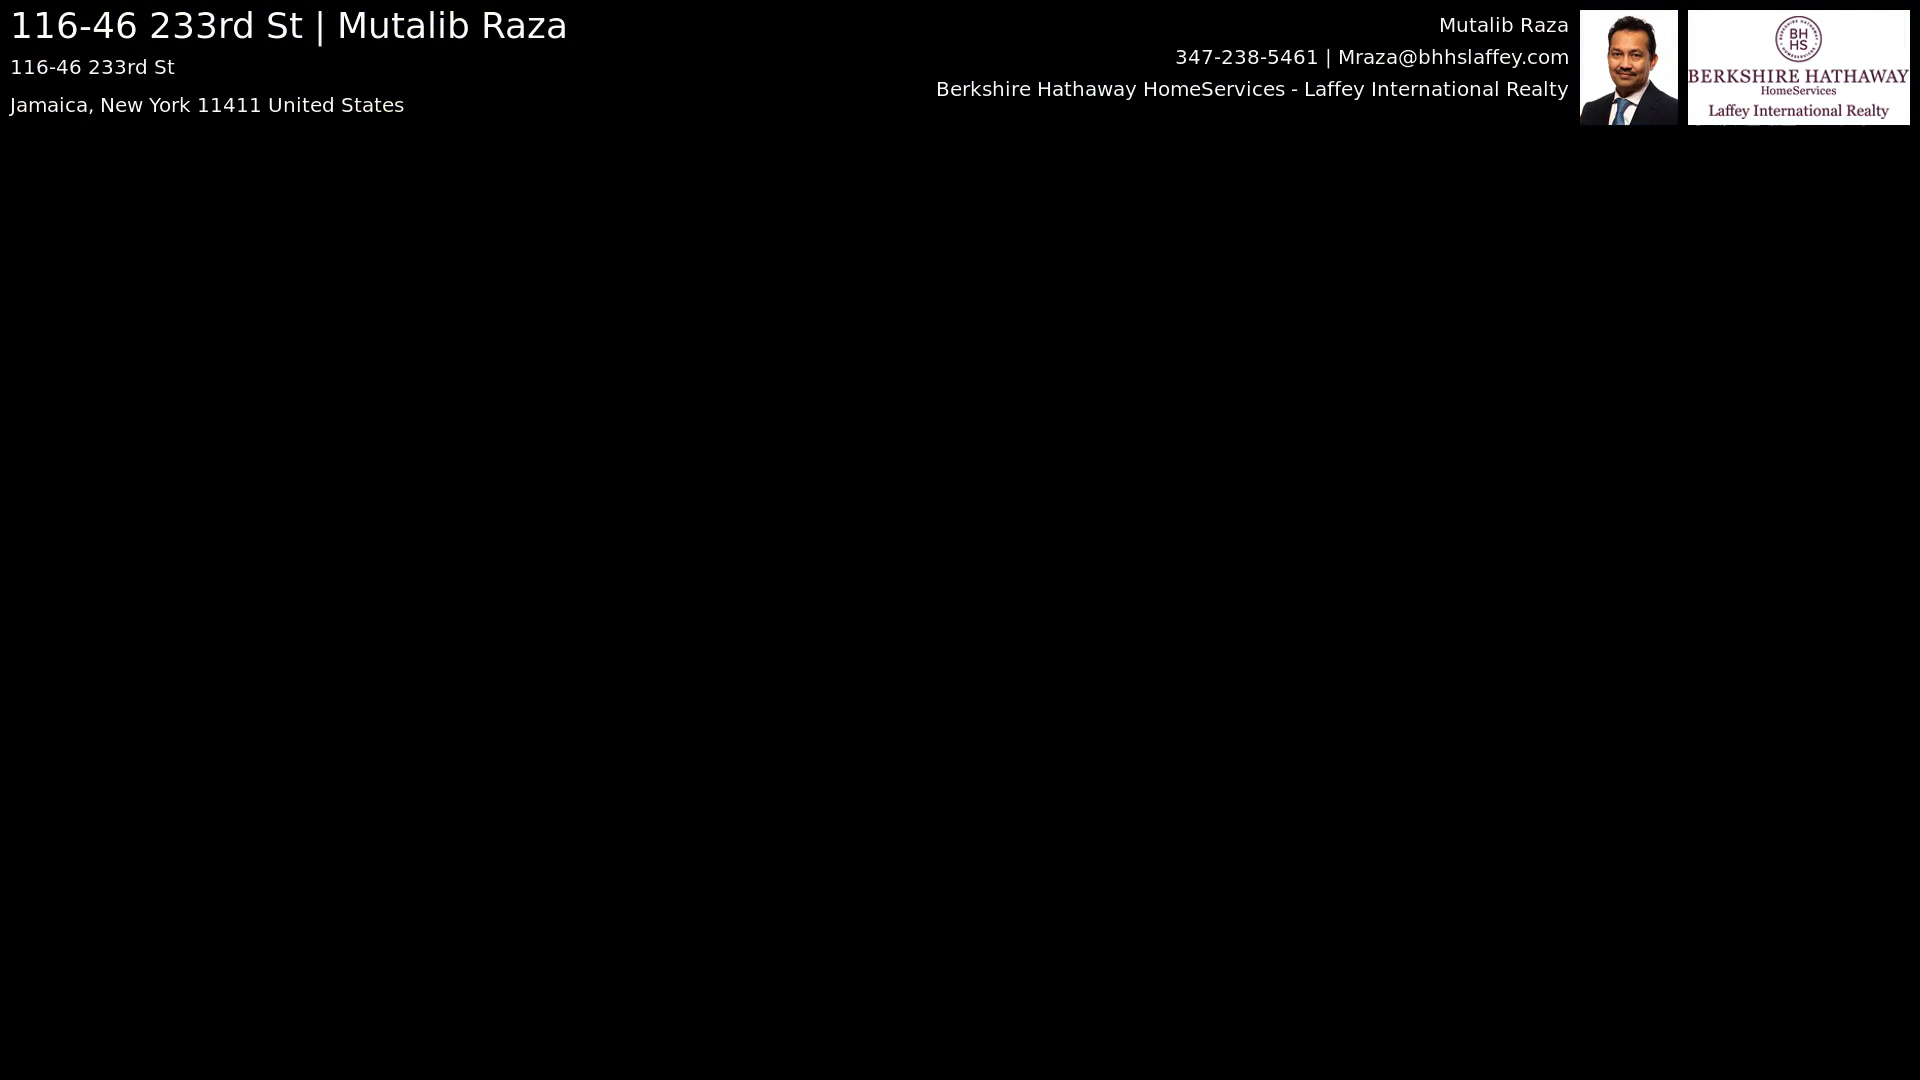 116-46 233rd St | Mutalib Raza
116-46 233rd St
Jamaica, New York 11411 United States
Mutalib Raza
347-238-5461 | Mraza@bhhslaffey.com
Berkshire Hathaway HomeServices - Laffey International Realty
BH
HS
BERKSHIRE HATHAWAY
HomeServices
Laffey International Realty